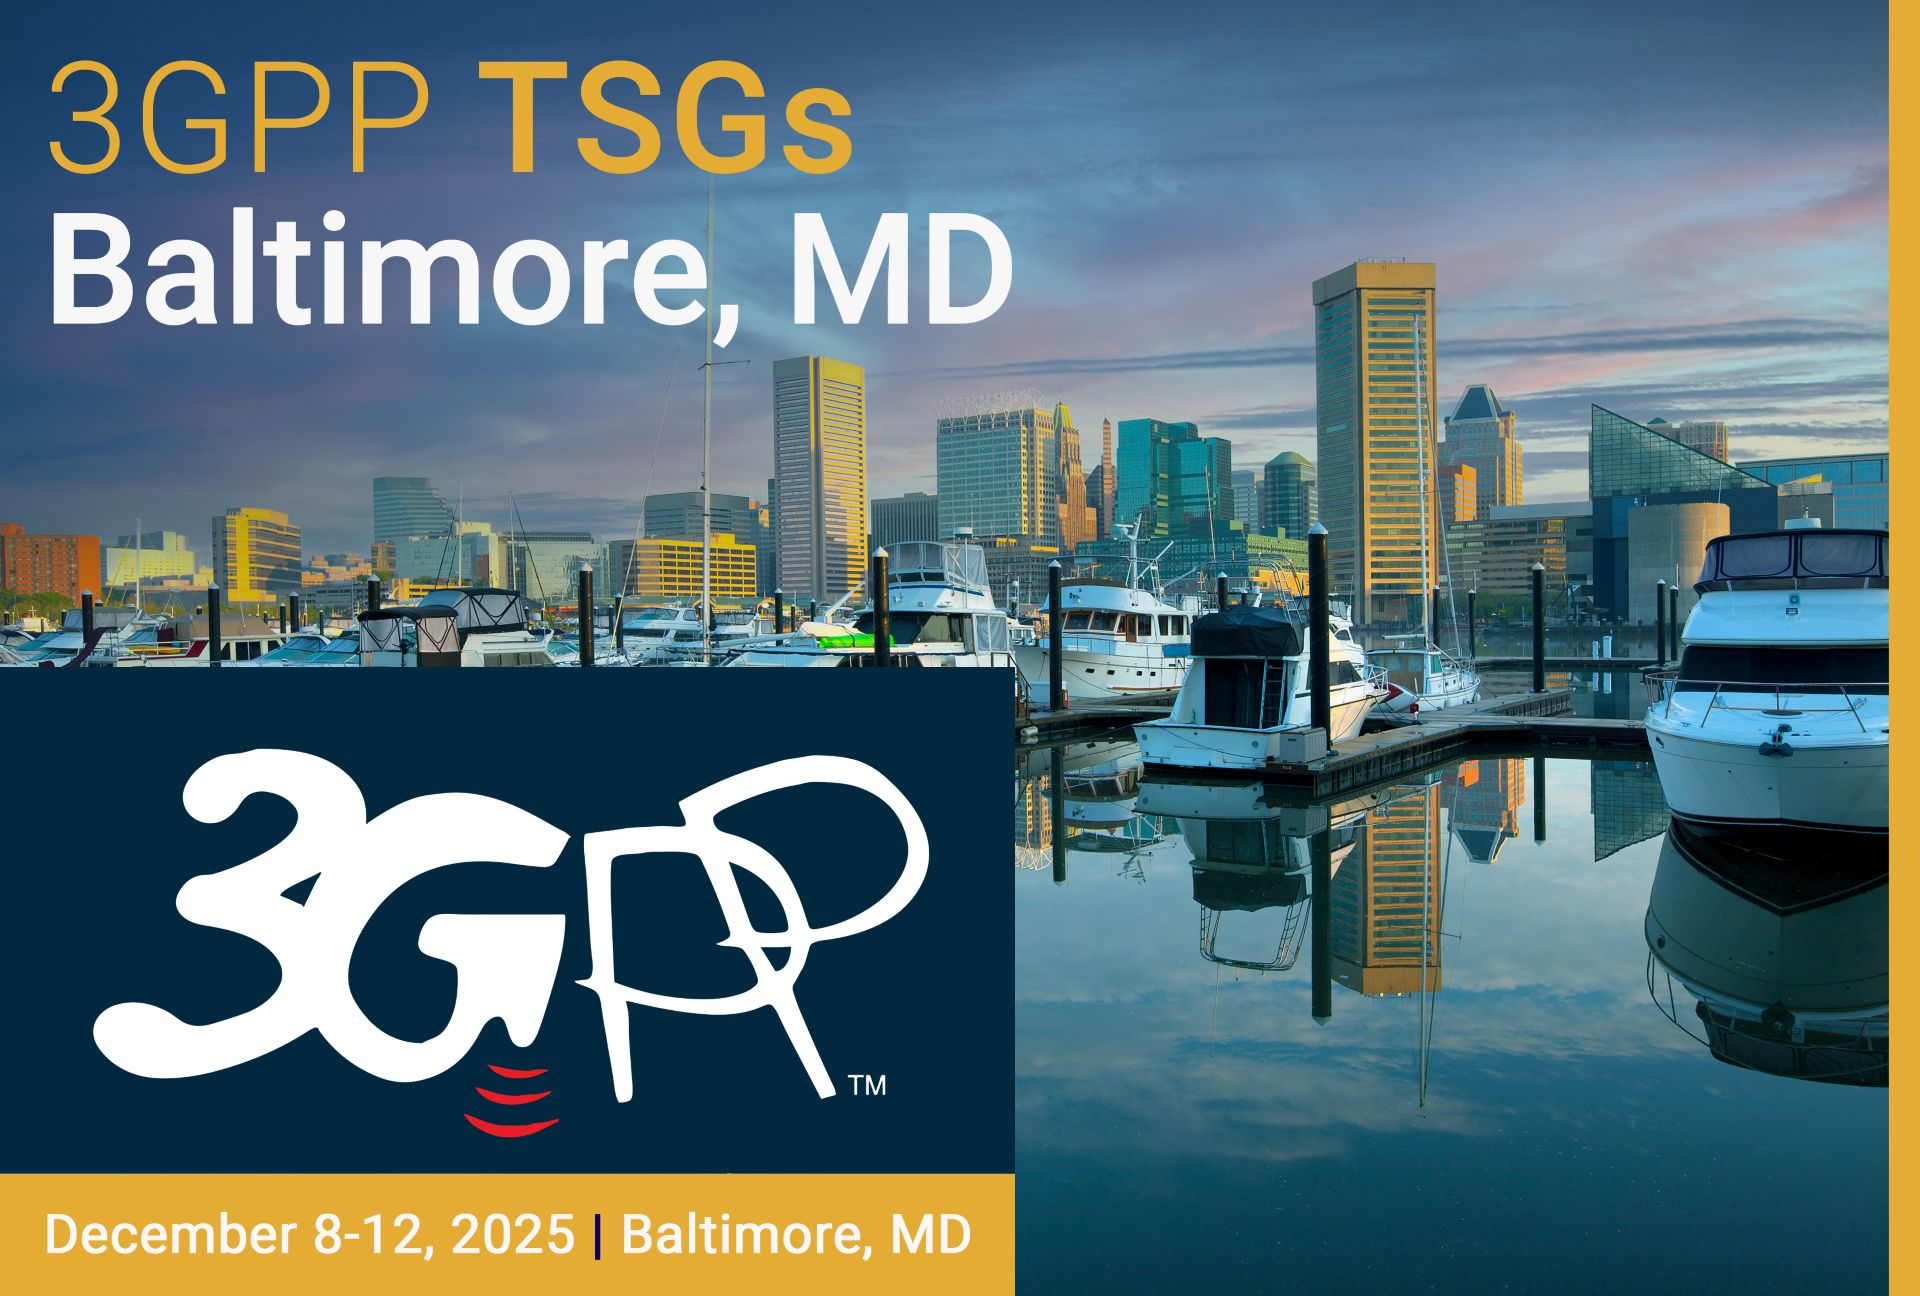 3GPP TSGs
Baltimore, MD
3GPP
TM
December 8-12, 2025 | Baltimore, MD